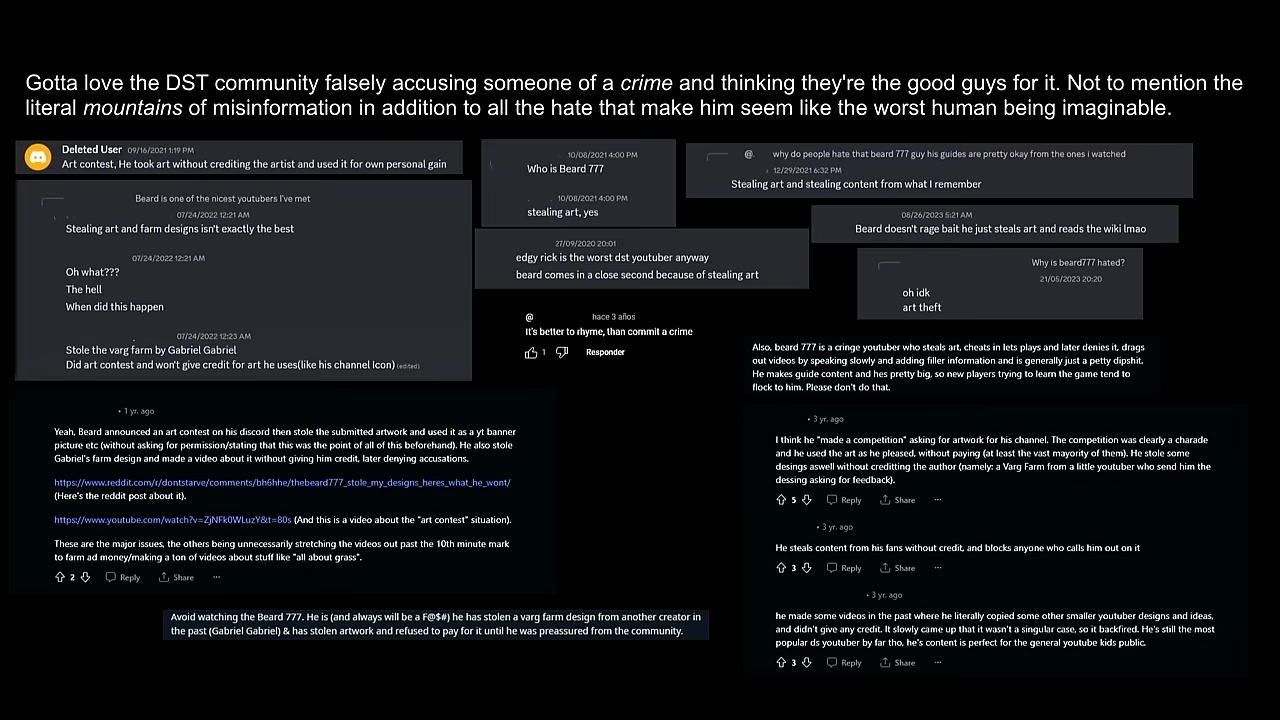 Gotta love the DST community falsely accusing someone of a crime and thinking they're the good guys for it. Not to mention the
literal mountains of misinformation in addition to all the hate that make him seem like the worst human being imaginable.
Deleted User 09/16/2021 1:19 PM
Art contest, He took art without crediting the artist and used it for own personal gain
Beard is one of the nicest youtubers I've met
07/24/2022 12:21 AM
Stealing art and farm designs isn't exactly the best
07/24/2022 12:21 AM
Oh what???
The hell
When did this happen
07/24/2022 12:23 AM
Stole the varg farm by Gabriel Gabriel
Did art contest and won't give credit for art he uses(like his channel Icon) (edited)
10/08/2021 4:00 PM
Who is Beard 777
10/08/2021 4:00 PM
stealing art, yes
27/09/2020 20:01
edgy rick is the worst dst youtuber anyway
beard comes in a close second because of stealing art
@ hace 3 años
It's better to rhyme, than commit a crime
1 Responder
@ why do people hate that beard 777 guy his guides are pretty okay from the ones i watched
12/29/2021 6:32 PM
Stealing art and stealing content from what I remember
08/26/2023 5:21 AM
Beard doesn't rage bait he just steals art and reads the wiki lmao
Why is beard777 hated?
21/05/2023 20:20
oh idk
art theft
Also, beard 777 is a cringe youtuber who steals art, cheats in lets plays and later denies it, drags
out videos by speaking slowly and adding filler information and is generally just a petty dipshit.
He makes guide content and hes pretty big, so new players trying to learn the game tend to
flock to him. Please don't do that.
• 1 yr. ago
Yeah, Beard announced an art contest on his discord then stole the submitted artwork and used it as a yt banner
picture etc (without asking for permission/stating that this was the point of all of this beforehand). He also stole
Gabriel's farm design and made a video about it without giving him credit, later denying accusations.
https://www.reddit.com/r/dontstarve/comments/bh6hhe/thebeard777_stole_my_designs_heres_what_he_wont/
(Here's the reddit post about it).
https://www.youtube.com/watch?v=ZjNFk0WLuzY&t=80s (And this is a video about the "art contest" situation).
These are the major issues, the others being unnecessarily stretching the videos out past the 10th minute mark
to farm ad money/making a ton of videos about stuff like "all about grass".
2 Reply Share ...
Avoid watching the Beard 777. He is (and always will be a F@$#) he has stolen a varg farm design from another creator in
the past (Gabriel Gabriel) & has stolen artwork and refused to pay for it until he was preassured from the community.
• 3 yr. ago
I think he "made a competition" asking for artwork for his channel. The competition was clearly a charade
and he used the art as he pleased, without paying (at least the vast mayority of them). He stole some
desings aswell without creditting the author (namely: a Varg Farm from a little youtuber who send him the
dessing asking for feedback).
5 Reply Share ...
• 3 yr. ago
He steals content from his fans without credit, and blocks anyone who calls him out on it
3 Reply Share ...
• 3 yr. ago
he made some videos in the past where he literally copied some other smaller youtuber designs and ideas,
and didn't give any credit. It slowly came up that it wasn't a singular case, so it backfired. He's still the most
popular ds youtuber by far tho, he's content is perfect for the general youtube kids public.
3 Reply Share ...